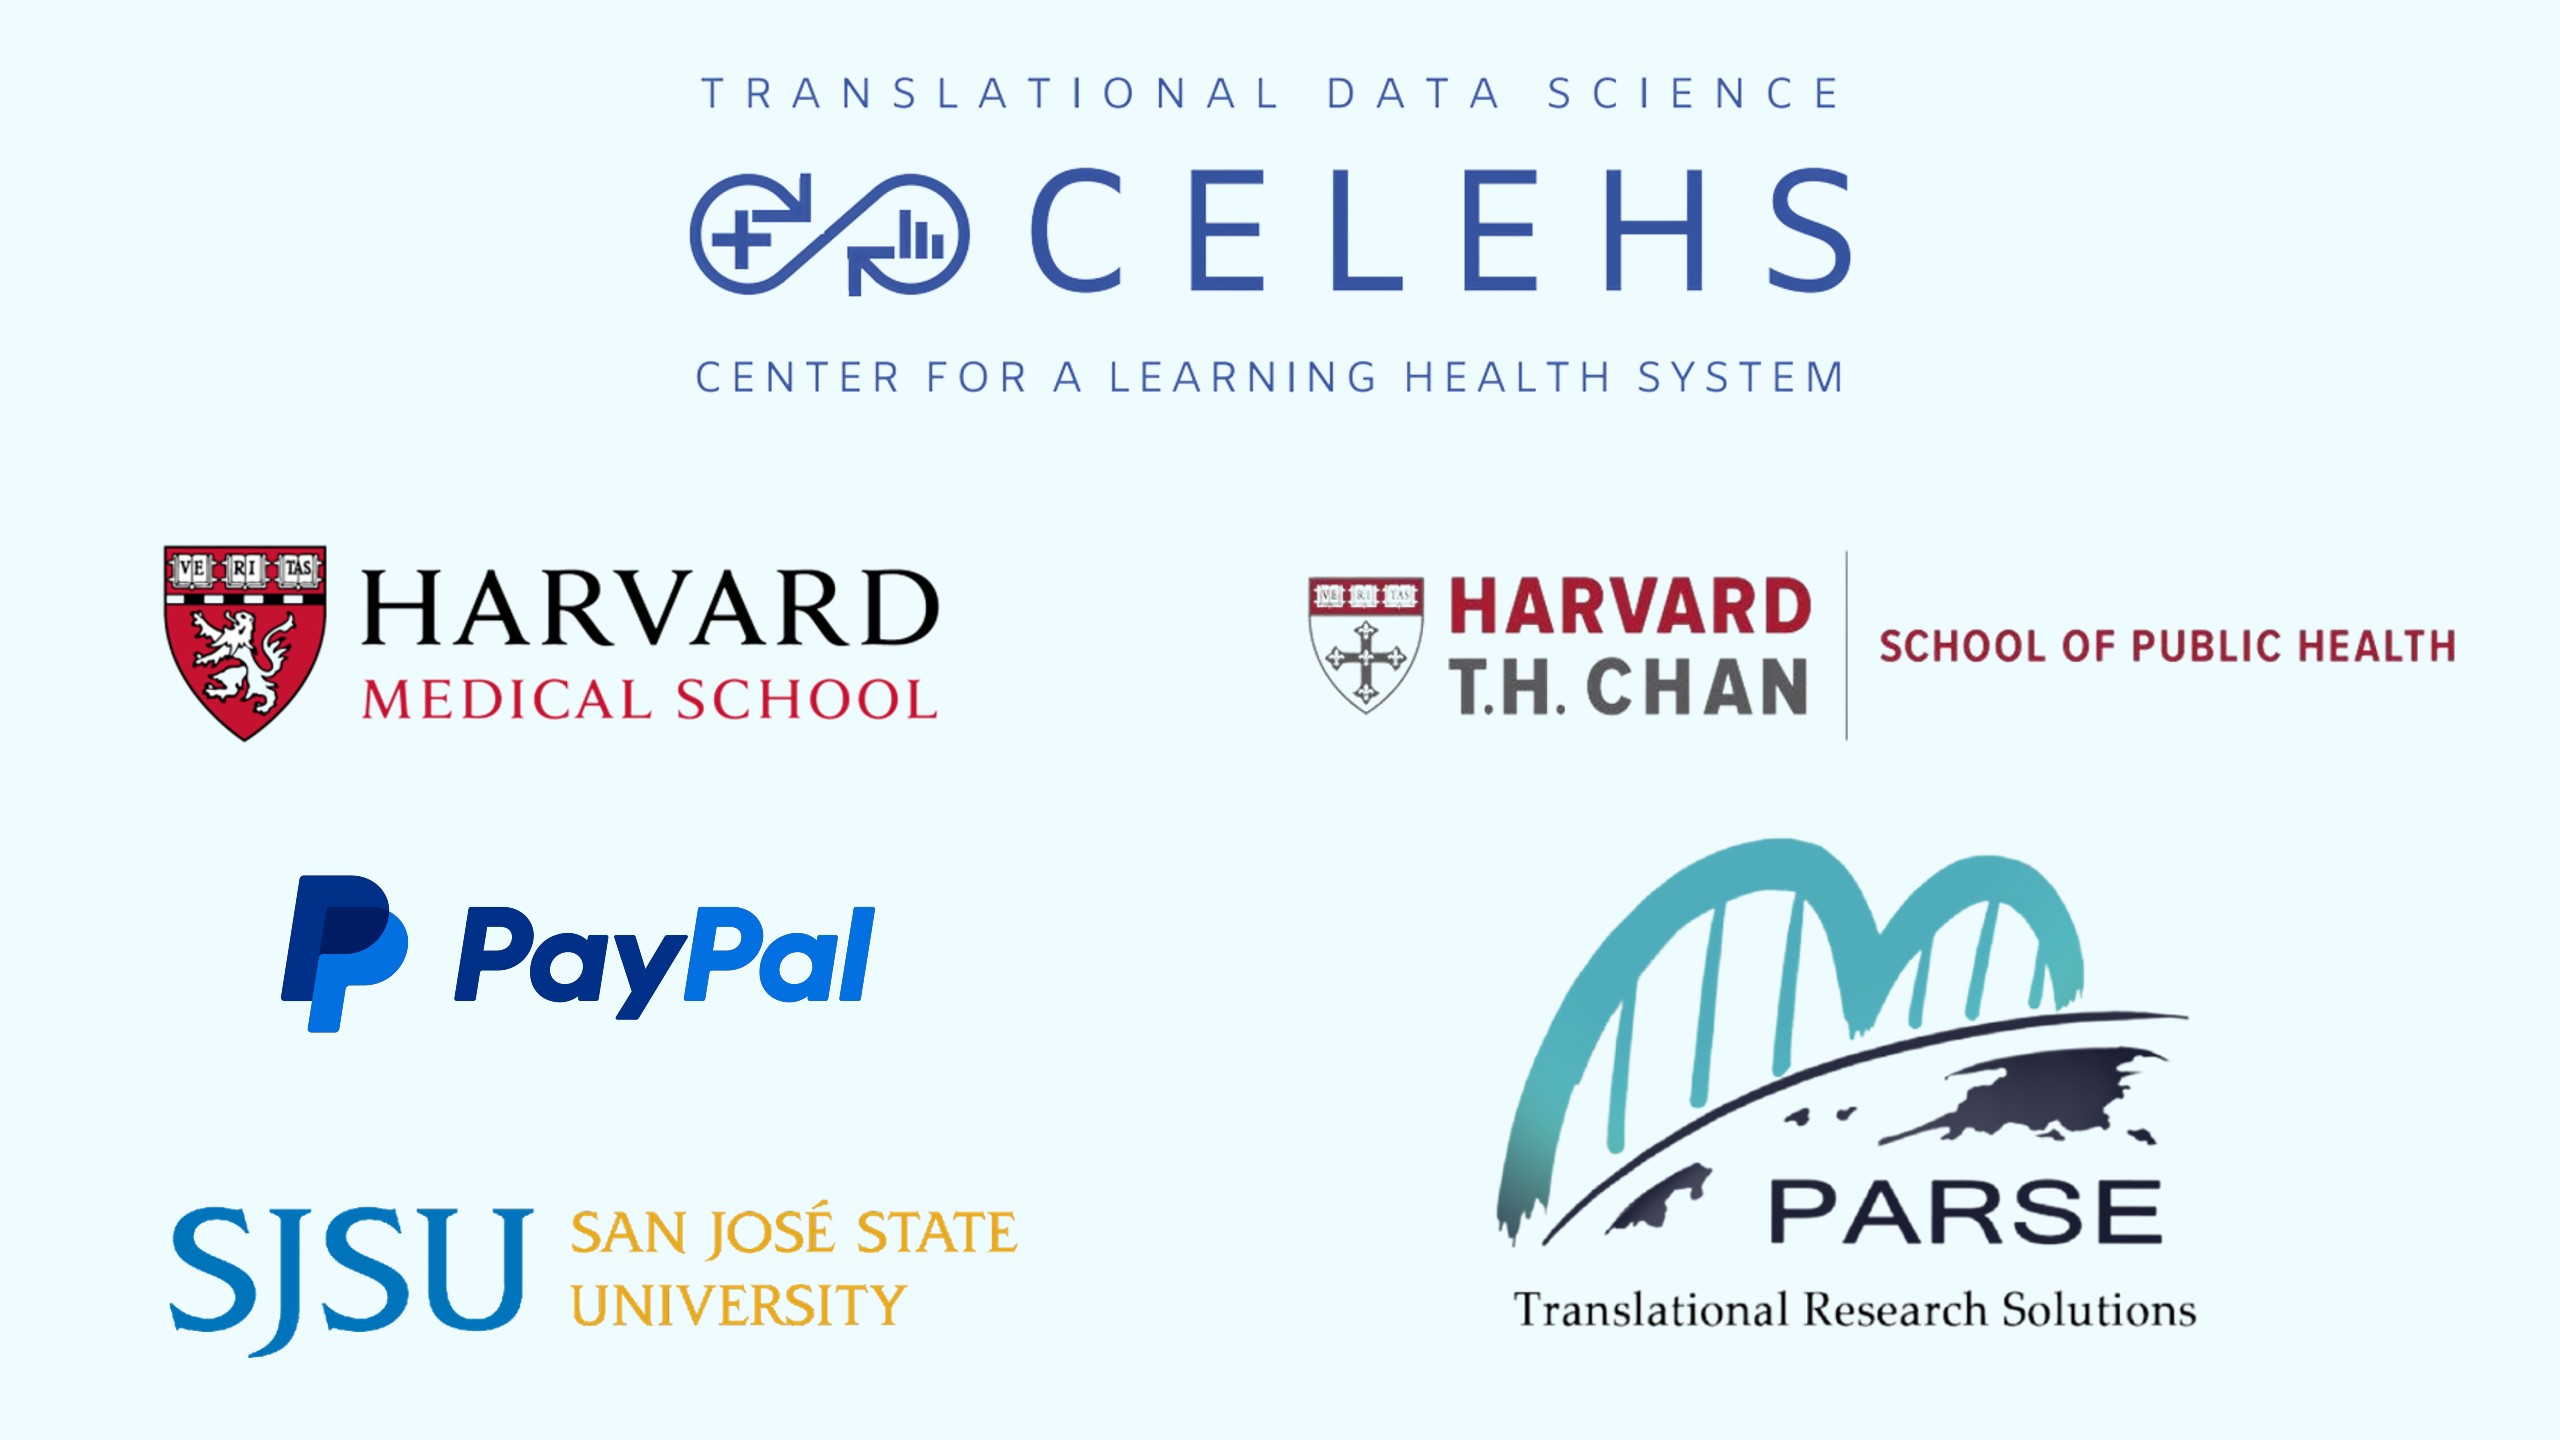 TRANSLATIONAL DATA SCIENCE
CELEHS
CENTER FOR A LEARNING HEALTH SYSTEM
VE RI TAS
HARVARD
MEDICAL SCHOOL
VE RI TAS
HARVARD
T.H. CHAN
SCHOOL OF PUBLIC HEALTH
PayPal
PARSE
Translational Research Solutions
SJSU
SAN JOSÉ STATE
UNIVERSITY